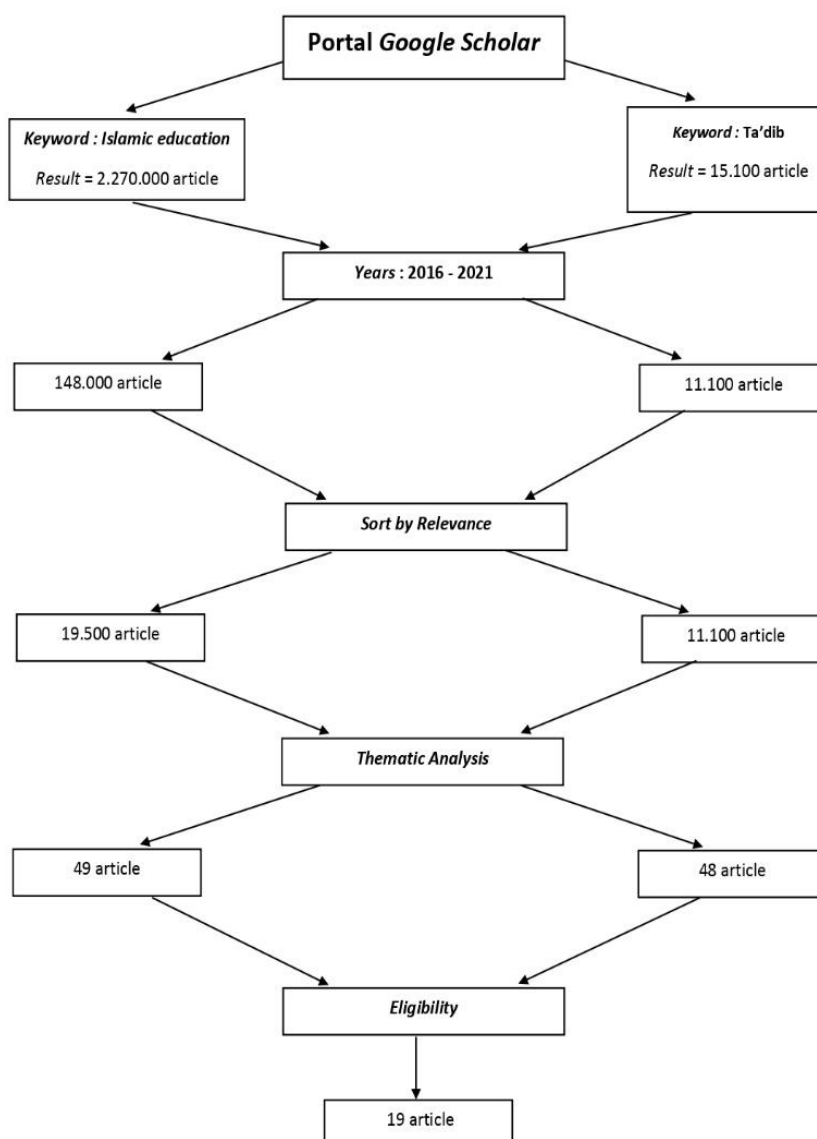 Portal Google Scholar
Keyword : Islamic education
Result = 2.270.000 article
Keyword : Ta'dib
Result = 15.100 article
Years : 2016 - 2021
148.000 article
11.100 article
Sort by Relevance
19.500 article
11.100 article
Thematic Analysis
49 article
48 article
Eligibility
19 article